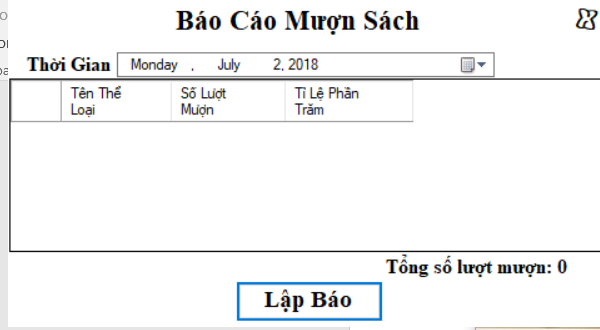 Báo Cáo Mượn Sách
Thời Gian Monday , July 2, 2018
Tên Thể Loại Số Lượt Mượn Tỉ Lệ Phần Trăm
Tổng số lượt mượn: 0
Lập Báo